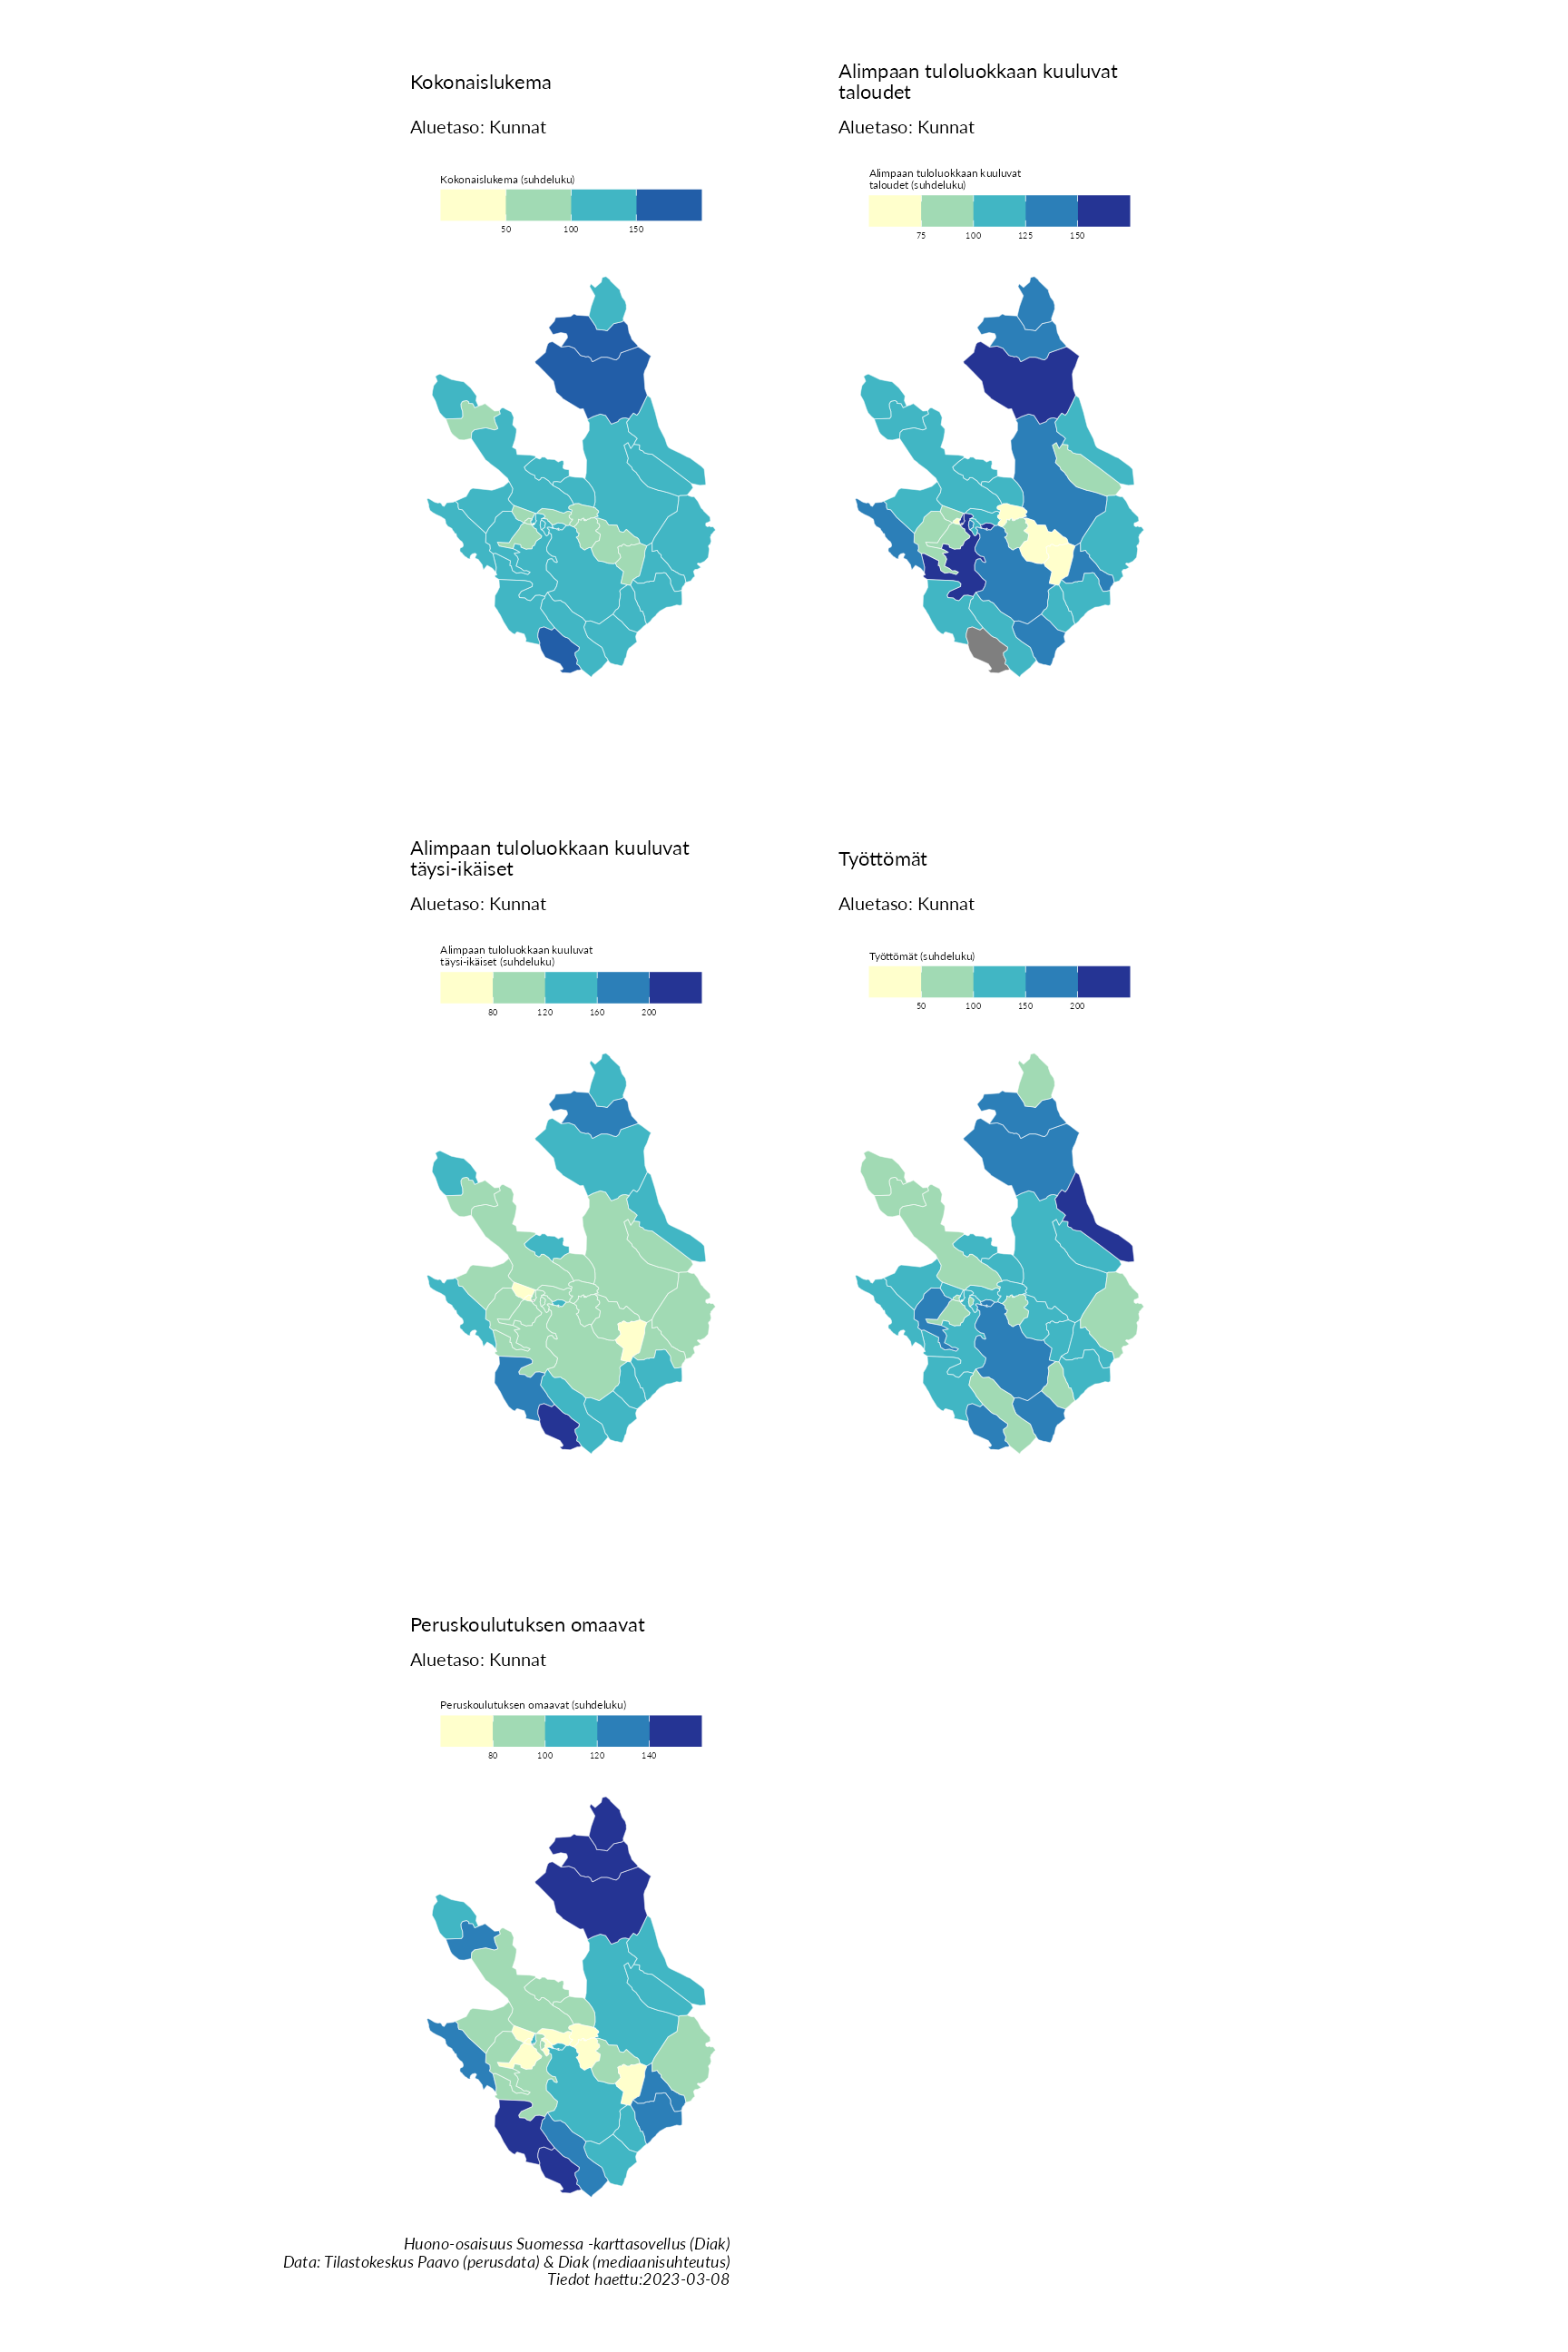 Kokonaislukema
Aluetaso: Kunnat
Kokonaislukema (suhdeluku)
50 100 150
Alimpaan tuloluokkaan kuuluvat
taloudet
Aluetaso: Kunnat
Alimpaan tuloluokkaan kuuluvat
taloudet (suhdeluku)
75 100 125 150
Alimpaan tuloluokkaan kuuluvat
täysi-ikäiset
Aluetaso: Kunnat
Alimpaan tuloluokkaan kuuluvat
täysi-ikäiset (suhdeluku)
80 120 160 200
Työttömät
Aluetaso: Kunnat
Työttömät (suhdeluku)
50 100 150 200
Peruskoulutuksen omaavat
Aluetaso: Kunnat
Peruskoulutuksen omaavat (suhdeluku)
80 100 120 140
Huono-osaisuus Suomessa -karttasovellus (Diak)
Data: Tilastokeskus Paavo (perusdata) & Diak (mediaanisuhteutus)
Tiedot haettu:2023-03-08